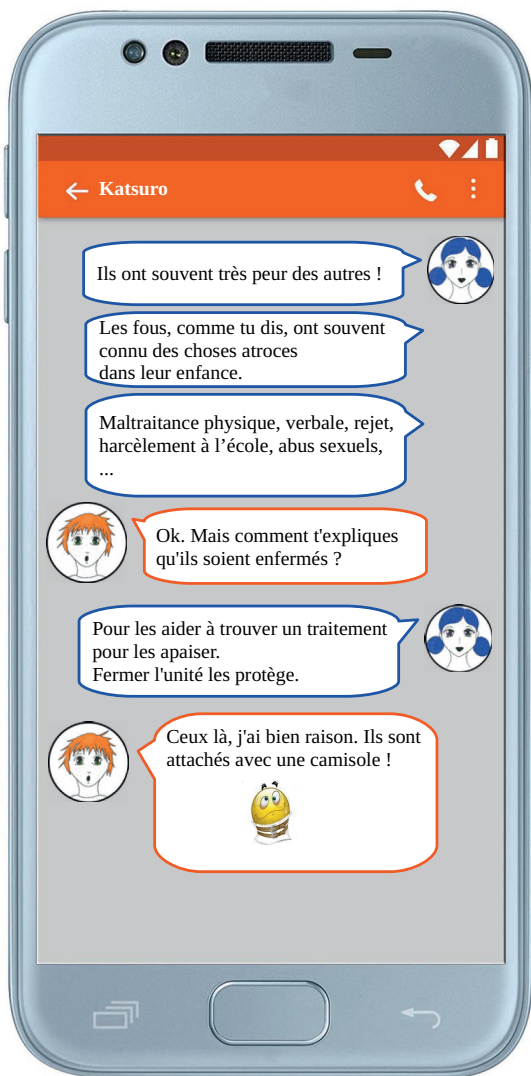 Katsuro
Ils ont souvent très peur des autres !
Les fous, comme tu dis, ont souvent
connu des choses atroces
dans leur enfance.
Maltraitance physique, verbale, rejet,
harcèlement à l’école, abus sexuels,
...
Ok. Mais comment t'expliques
qu'ils soient enfermés ?
Pour les aider à trouver un traitement
pour les apaiser.
Fermer l'unité les protège.
Ceux là, j'ai bien raison. Ils sont
attachés avec une camisole !